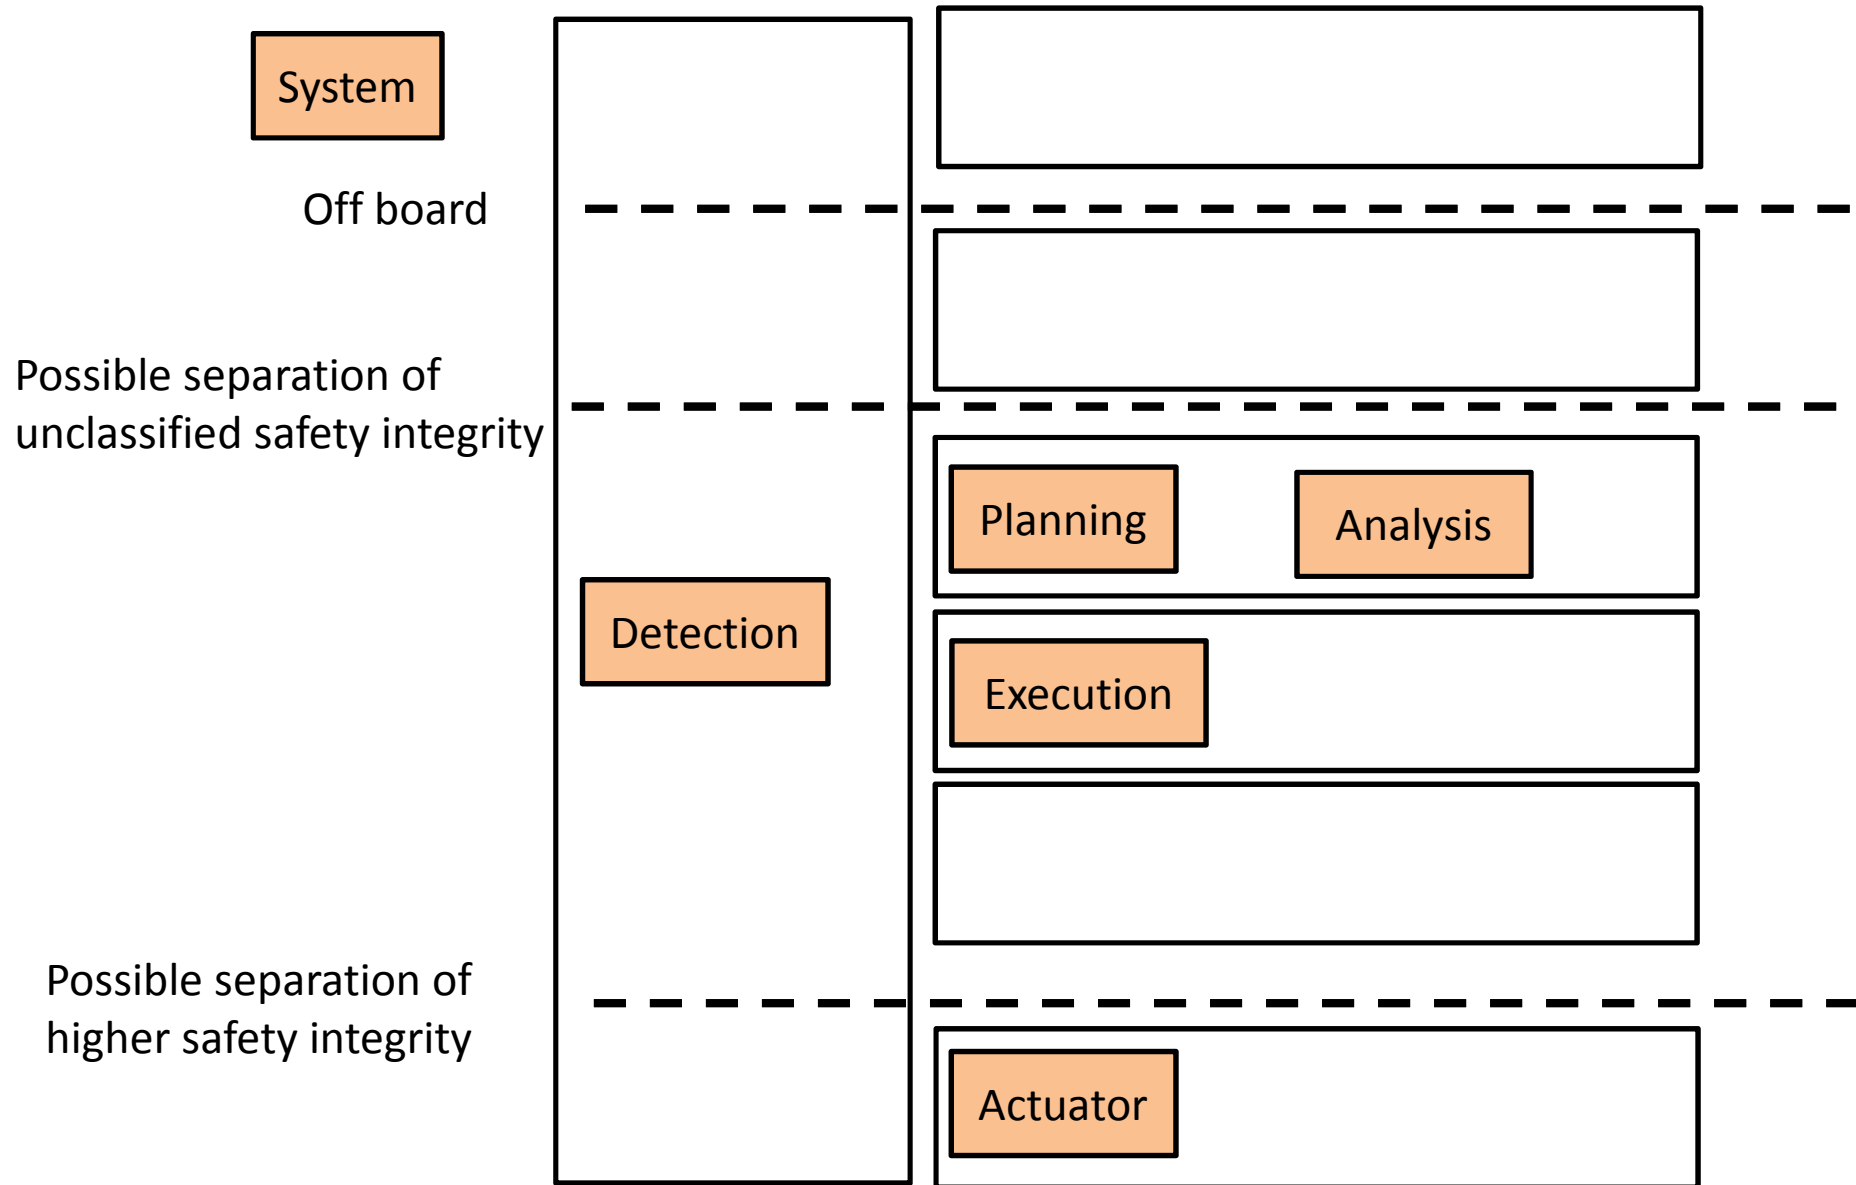 System
Off board
Possible separation of
unclassified safety integrity
Planning
Analysis
Detection
Execution
Possible separation of
higher safety integrity
Actuator